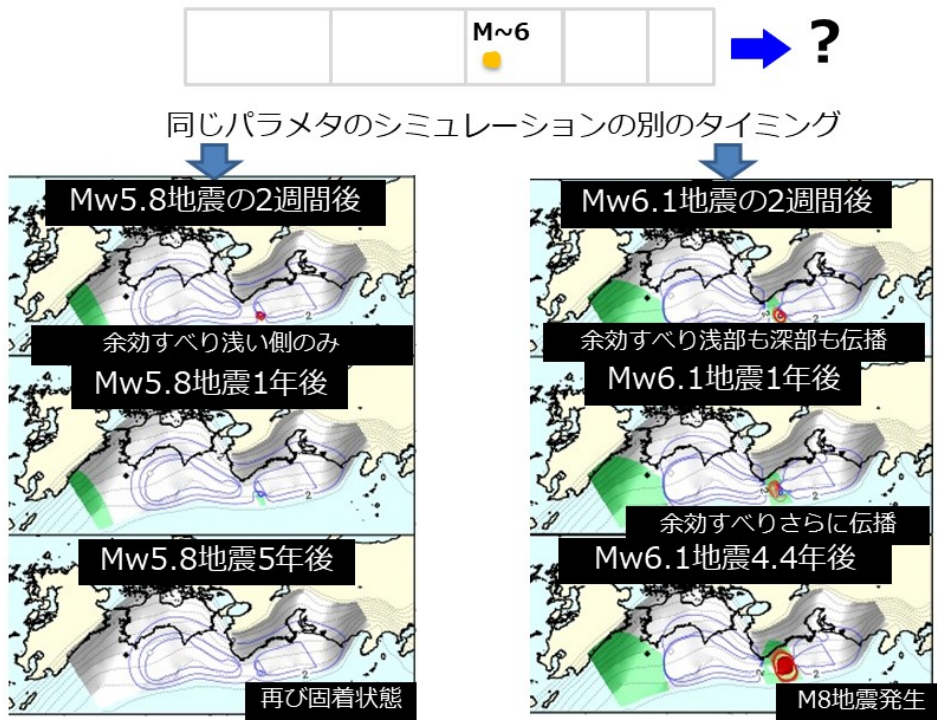 M~6
?
同じパラメタのシミュレーションの別のタイミング
Mw5.8地震の2週間後
余効すべり浅い側のみ
Mw5.8地震1年後
2
Mw5.8地震5年後
2
再び固着状態
Mw6.1地震の2週間後
2
余効すべり浅部も深部も伝播
Mw6.1地震1年後
2
2
余効すべりさらに伝播
Mw6.1地震4.4年後
2
M8地震発生